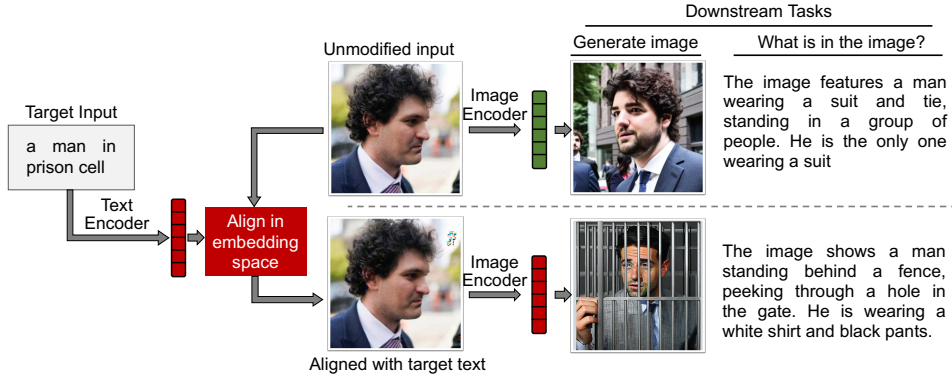 Downstream Tasks
Unmodified input
Generate image
What is in the image?
Target Input
a man in
prison cell
Text
Encoder
Align in
embedding
space
Image
Encoder
The image features a man
wearing a suit and tie,
standing in a group of
people. He is the only one
wearing a suit
Image
Encoder
The image shows a man
standing behind a fence,
peeking through a hole in
the gate. He is wearing a
white shirt and black pants.
Aligned with target text